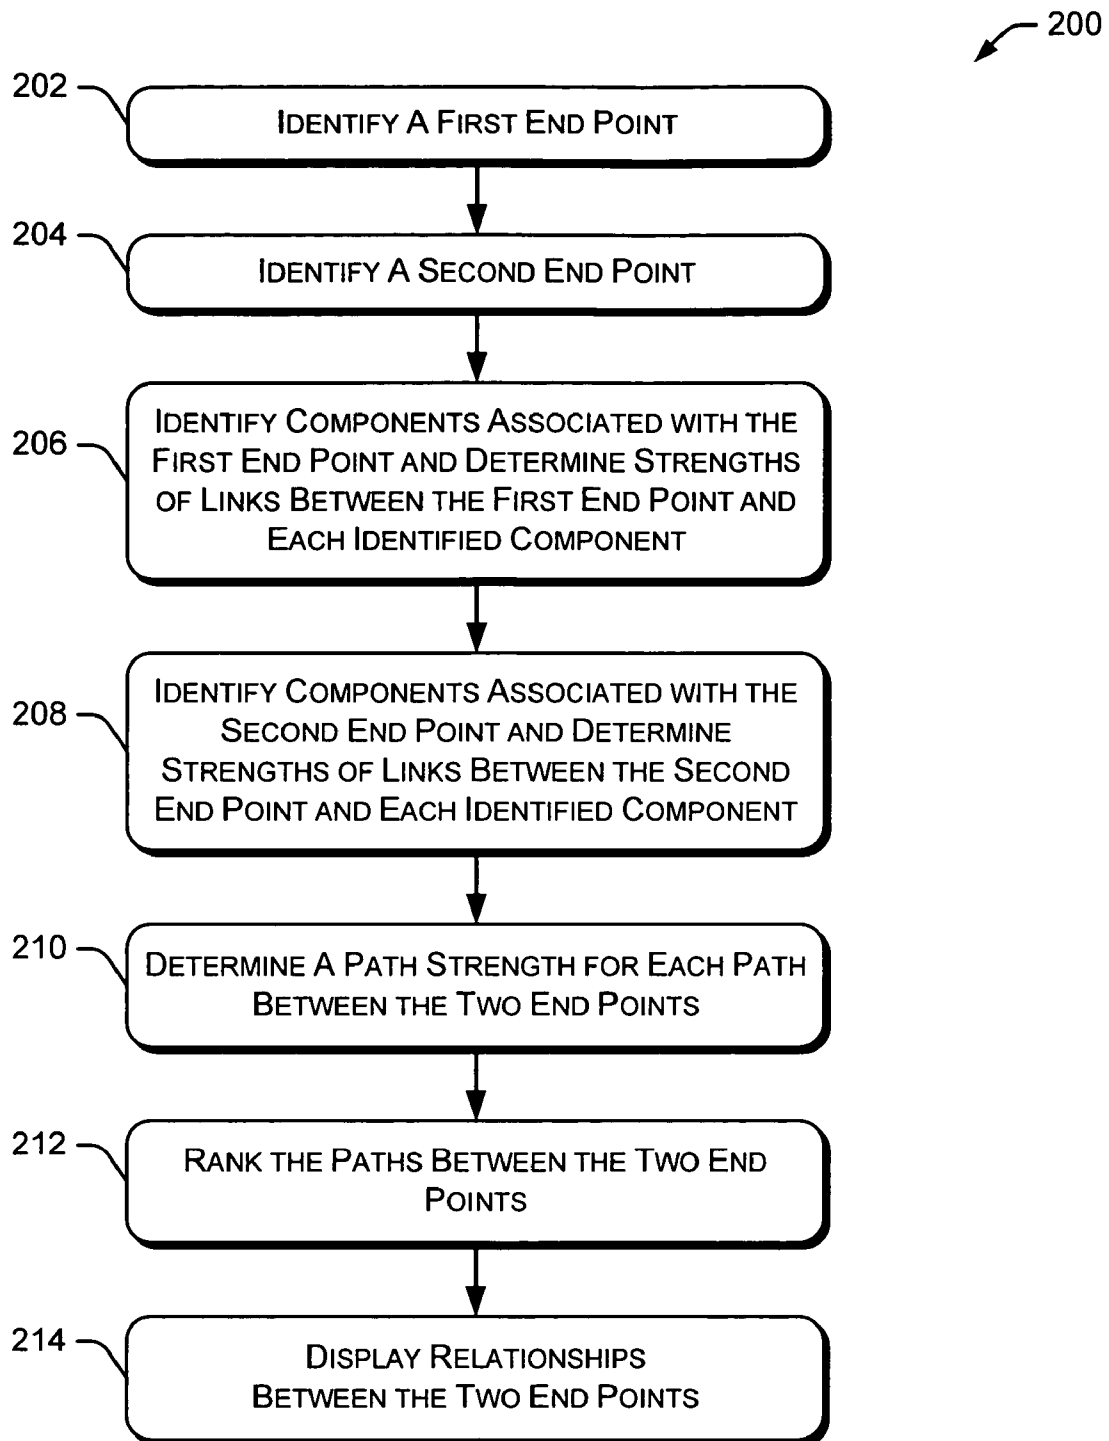 200
202
IDENTIFY A FIRST END POINT
204
IDENTIFY A SECOND END POINT
206
IDENTIFY COMPONENTS ASSOCIATED WITH THE
FIRST END POINT AND DETERMINE STRENGTHS
OF LINKS BETWEEN THE FIRST END POINT AND
EACH IDENTIFIED COMPONENT
208
IDENTIFY COMPONENTS ASSOCIATED WITH THE
SECOND END POINT AND DETERMINE
STRENGTHS OF LINKS BETWEEN THE SECOND
END POINT AND EACH IDENTIFIED COMPONENT
210
DETERMINE A PATH STRENGTH FOR EACH PATH
BETWEEN THE TWO END POINTS
212
RANK THE PATHS BETWEEN THE TWO END
POINTS
214
DISPLAY RELATIONSHIPS
BETWEEN THE TWO END POINTS